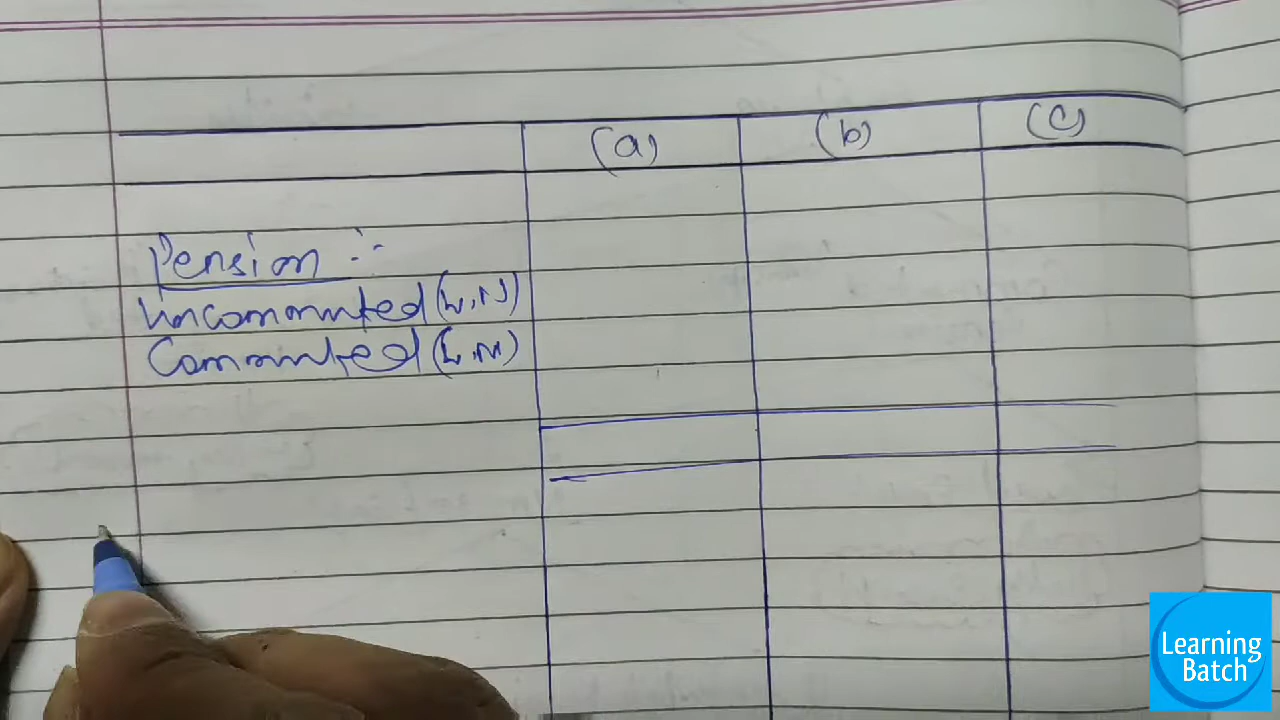 (a) (b) (c)
Pension :-
Uncommuted (W.N)
Commuted (W.N)
Learning
Batch